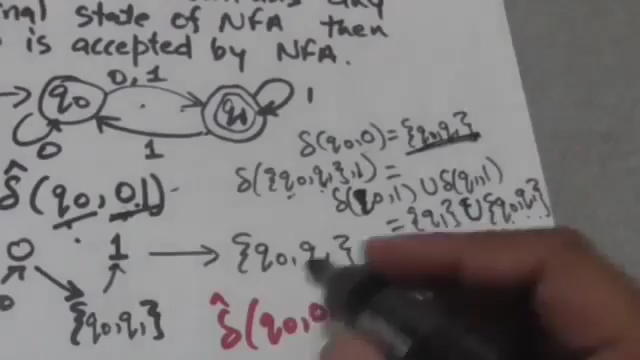 state of NFA then
is accepted by NFA.
q0 0,1 q1 1
0 1
δ(q0,0)={q0,q1}
δ({q0,q1},1)=
δ(q0,1) ∪ δ(q1,1)
={q1} ∪ {q0,q1}
δ̂(q0,01)
0 1 → {q0,q1}
{q0,q1}
δ̂(q0,0